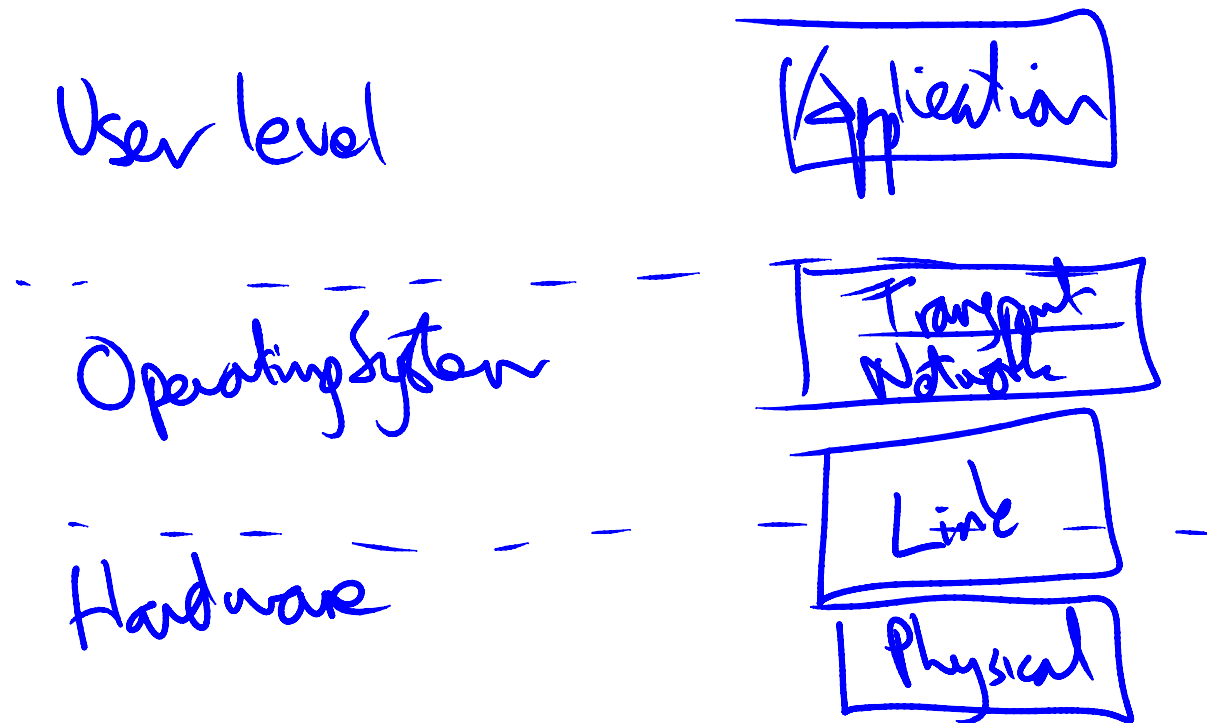 User level
Application
Transport
Network
Operating System
Link
Hardware
Physical